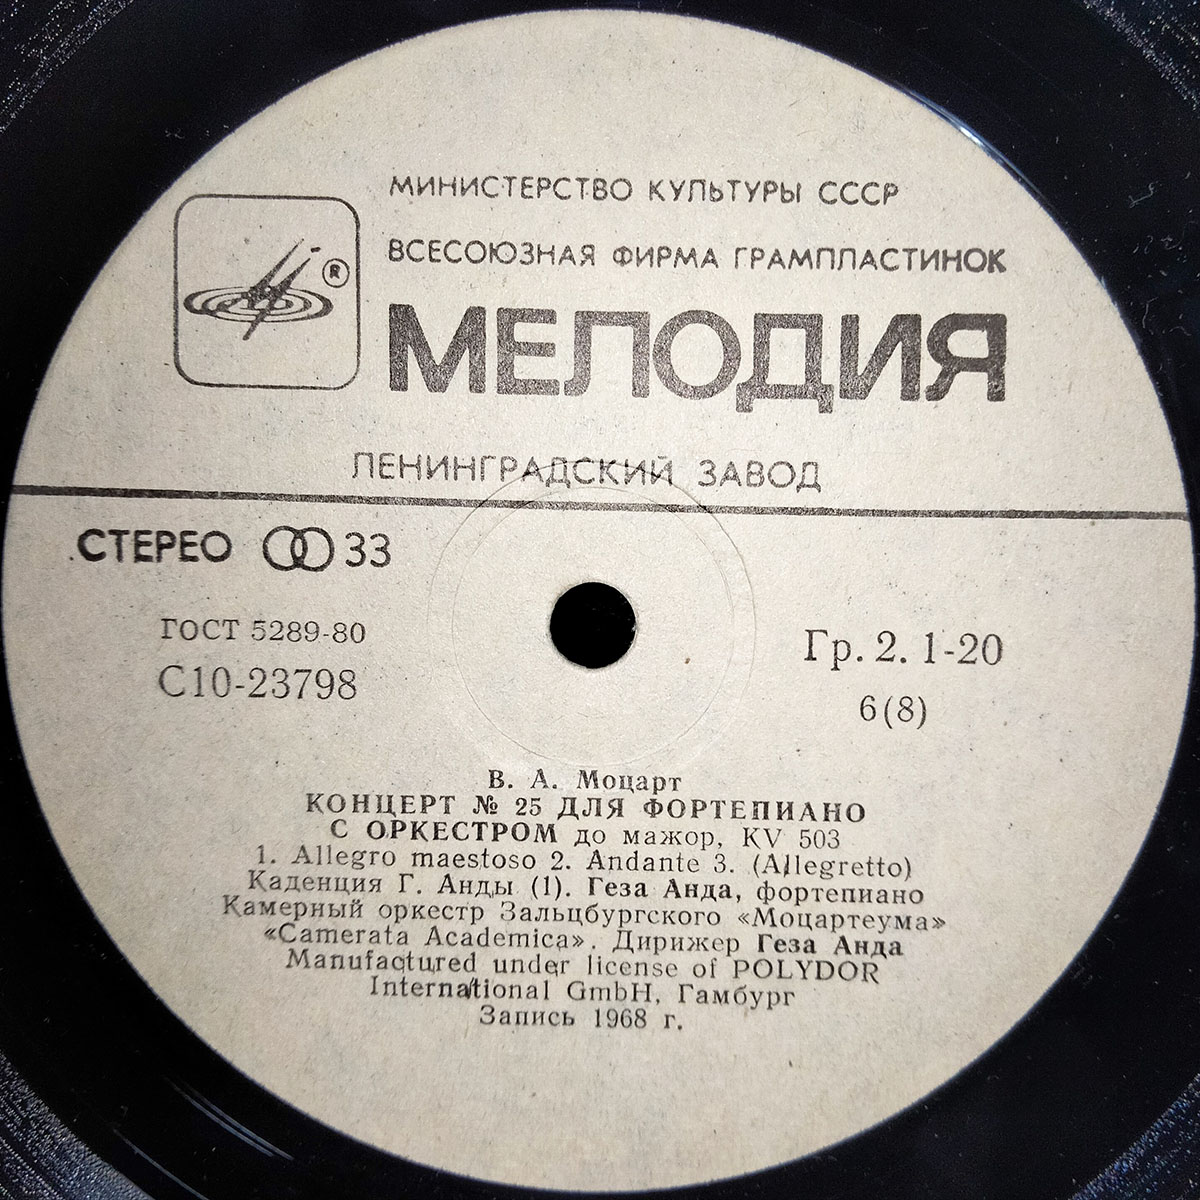 МИНИСТЕРСТВО КУЛЬТУРЫ СССР
ВСЕСОЮЗНАЯ ФИРМА ГРАМПЛАСТИНОК
®
МЕЛОДИЯ
ЛЕНИНГРАДСКИЙ ЗАВОД
СТЕРЕО 33
ГОСТ 5289-80
С10-23798
Гр. 2. 1-20
6(8)
В. А. Моцарт
КОНЦЕРТ № 25 ДЛЯ ФОРТЕПИАНО
С ОРКЕСТРОМ до мажор, KV 503
1. Allegro maestoso 2. Andante 3. (Allegretto)
Каденция Г. Анды (1). Геза Анда, фортепиано
Камерный оркестр Зальцбургского «Моцартеума»
«Camerata Academica». Дирижер Геза Анда
Manufactured under license of POLYDOR
International GmbH, Гамбург
Запись 1968 г.